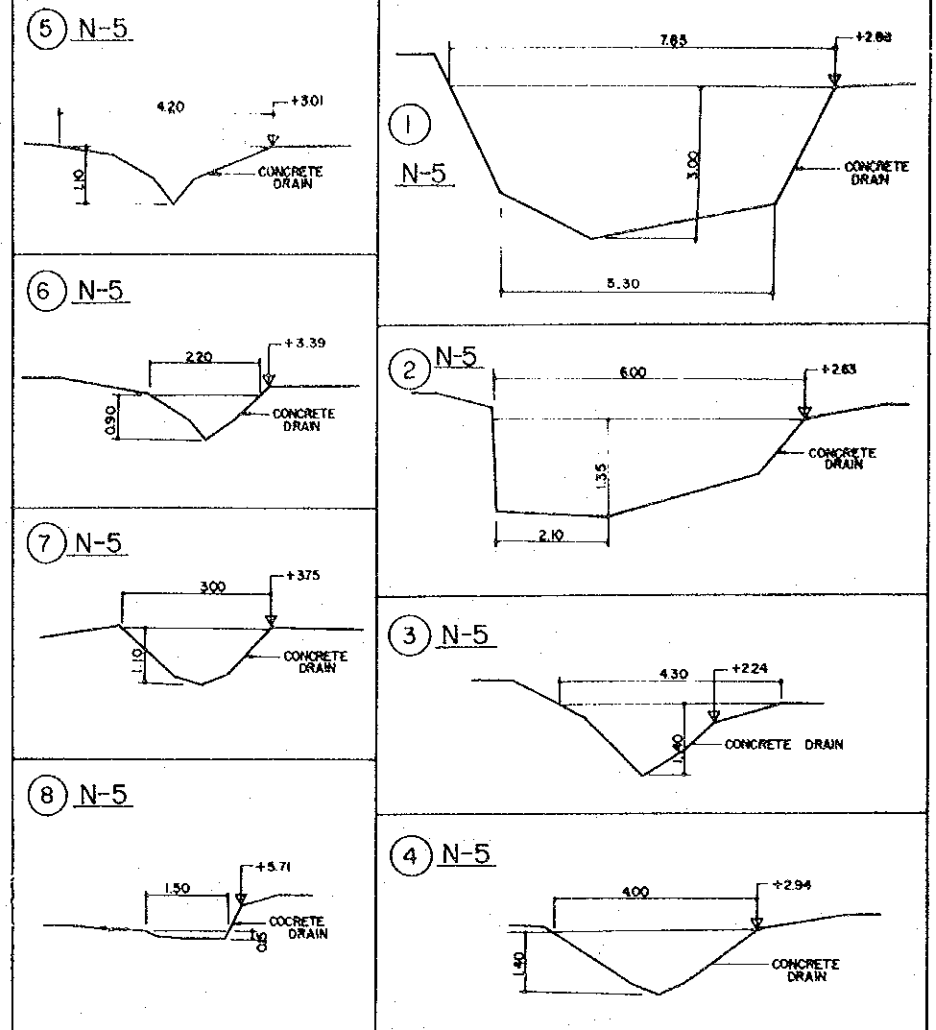 5 N-5
4.20
+3.01
1.10
CONCRETE
DRAIN
6 N-5
2.20
+3.39
0.90
CONCRETE
DRAIN
7 N-5
3.00
+3.75
1.10
CONCRETE
DRAIN
8 N-5
1.50
+5.71
0.15
COCRETE
DRAIN
1
N-5
7.85
3.00
CONCRETE
DRAIN
5.30
2 N-5
6.00
+2.63
1.35
CONCRETE
DRAIN
2.10
3 N-5
4.30
+2.24
1.40
CONCRETE DRAIN
4 N-5
4.00
+2.94
1.40
CONCRETE
DRAIN